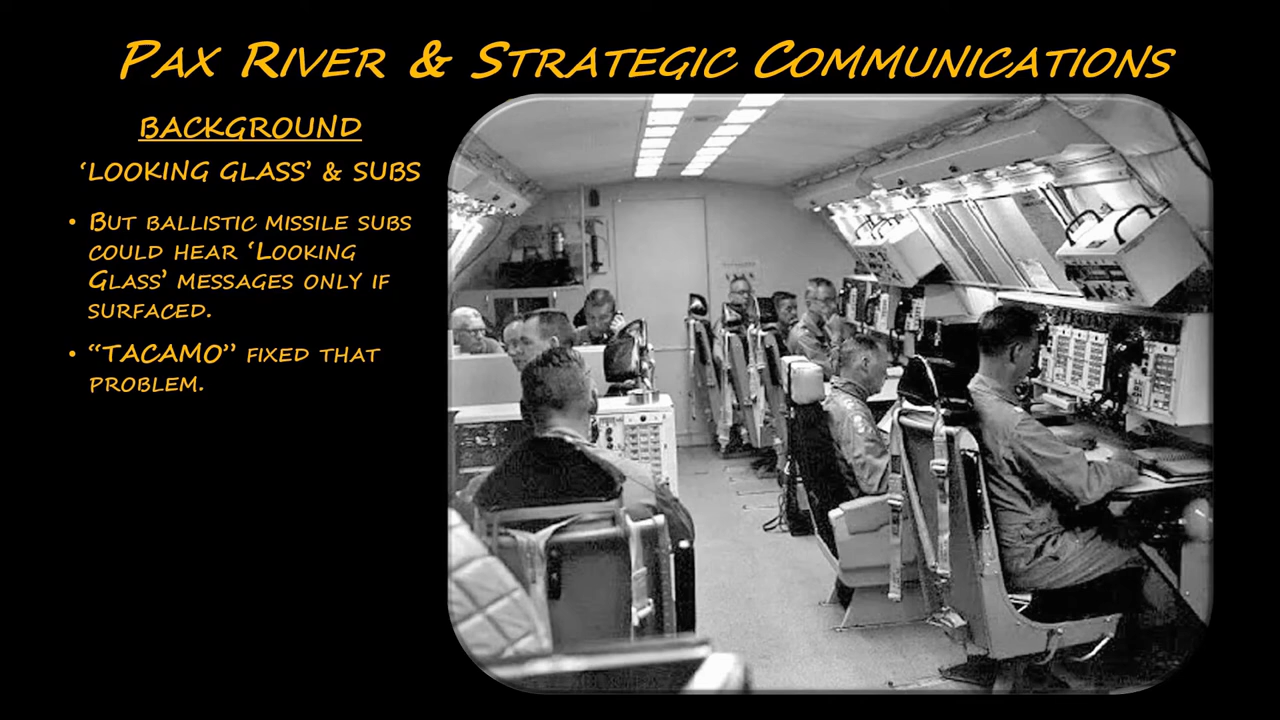 Pax River & Strategic Communications
BACKGROUND
‘LOOKING GLASS’ & SUBS
• But ballistic missile subs
could hear ‘Looking
Glass’ messages only if
surfaced.
• “TACAMO” fixed that
problem.